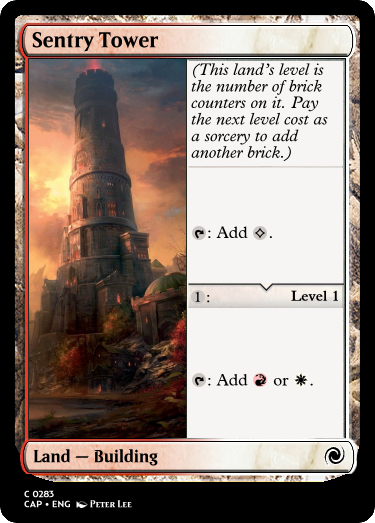 Sentry Tower
(This land's level is
the number of brick
counters on it. Pay
the next level cost as
a sorcery to add
another brick.)
: Add .
1 : Level 1
: Add or .
Land — Building
C 0283
CAP • ENG Peter Lee